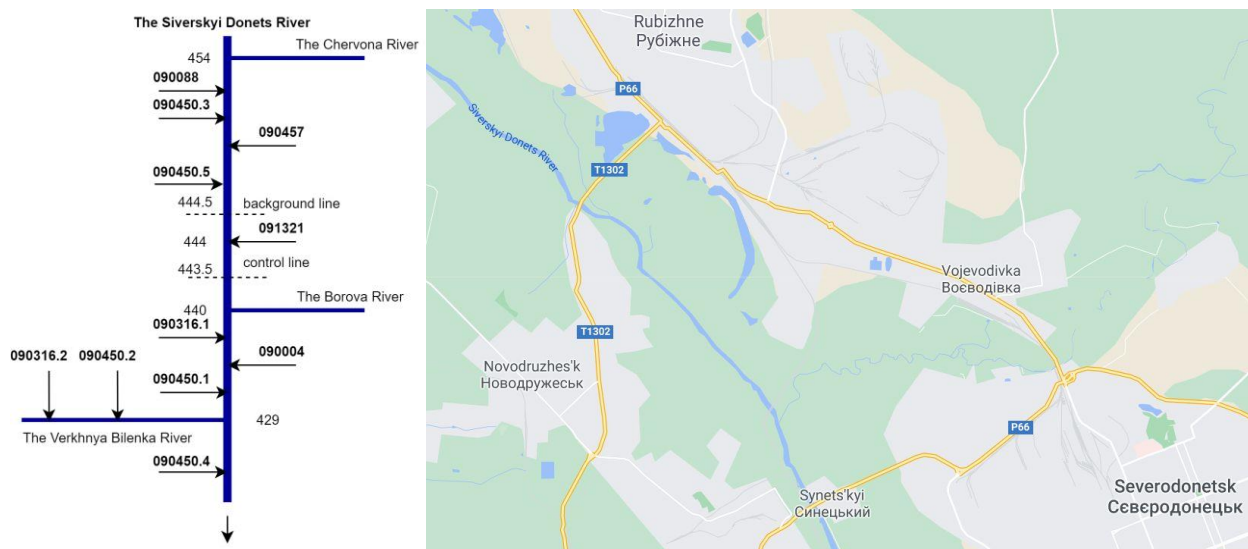 The Siverskyi Donets River
454
The Chervona River
090088
090450.3
090457
090450.5
444.5
background line
091321
444
control line
443.5
The Borova River
440
090316.1
090316.2
090450.2
090004
090450.1
429
The Verkhnya Bilenka River
090450.4
Rubizhne
Рубіжне
P66
Siverskyi Donets River
T1302
Vojevodivka
Воєводівка
T1302
Novodruzhes'k
Новодружеськ
P66
Synets'kyi
Синецький
Severodonetsk
Сєвєродонецьк